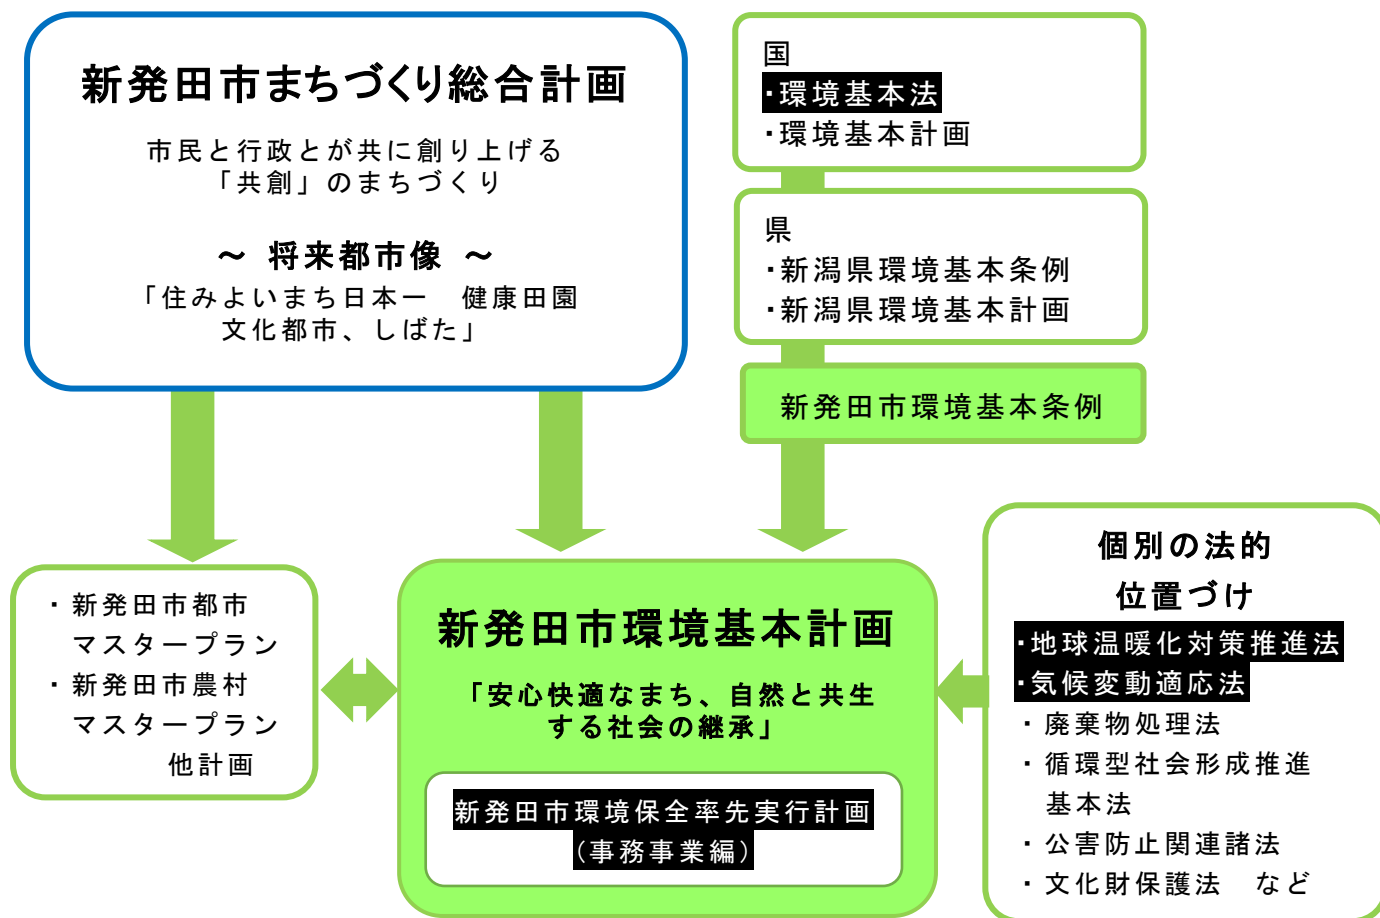 新発田市まちづくり総合計画
市民と行政とが共に創り上げる
「共創」のまちづくり
～ 将来都市像 ～
「住みよいまち日本一　健康田園
文化都市、しばた」
国
・環境基本法
・環境基本計画
県
・新潟県環境基本条例
・新潟県環境基本計画
新発田市環境基本条例
・新発田市都市
マスタープラン
・新発田市農村
マスタープラン
他計画
新発田市環境基本計画
「安心快適なまち、自然と共生
する社会の継承」
新発田市環境保全率先実行計画
（事務事業編）
個別の法的
位置づけ
・地球温暖化対策推進法
・気候変動適応法
・廃棄物処理法
・循環型社会形成推進
基本法
・公害防止関連諸法
・文化財保護法　など